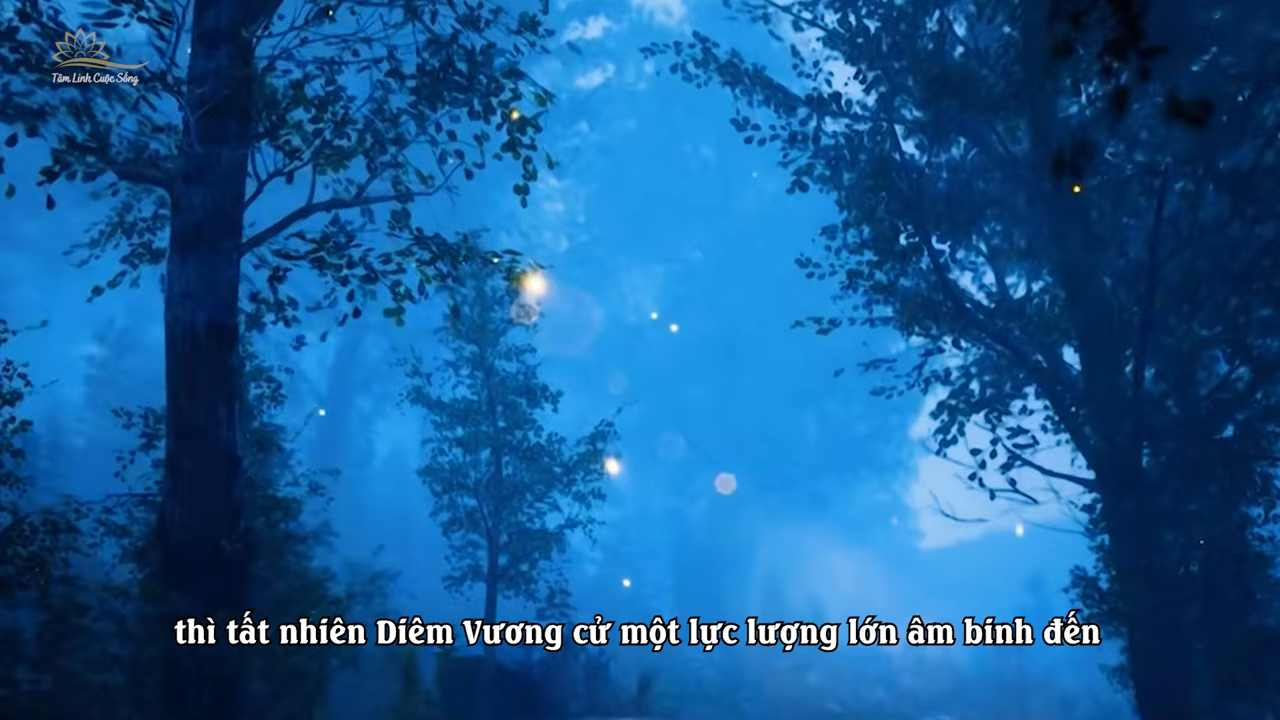 Tâm Linh Cuộc Sống
thì tất nhiên Diêm Vương cử một lực lượng lớn âm binh đến